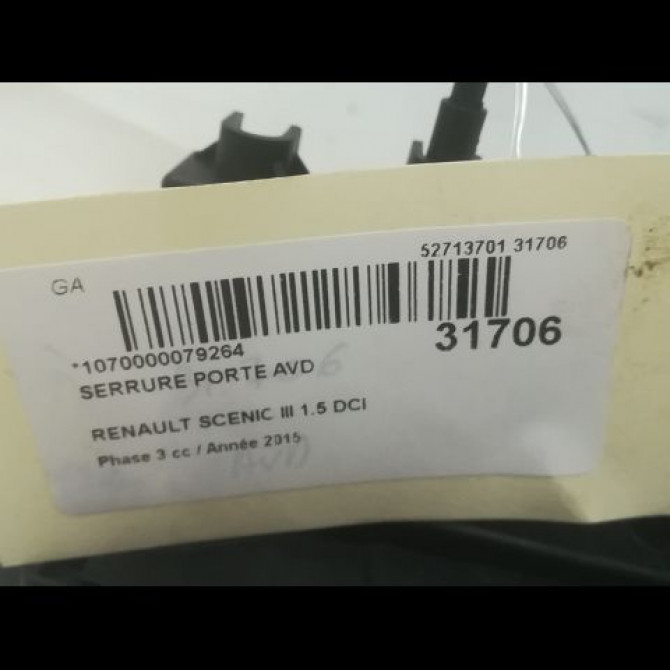 52713701 31706
GA
31706
*1070000079264
SERRURE PORTE AVD
RENAULT SCENIC III 1.5 DCI
Phase 3 cc / Année 2015
AVD